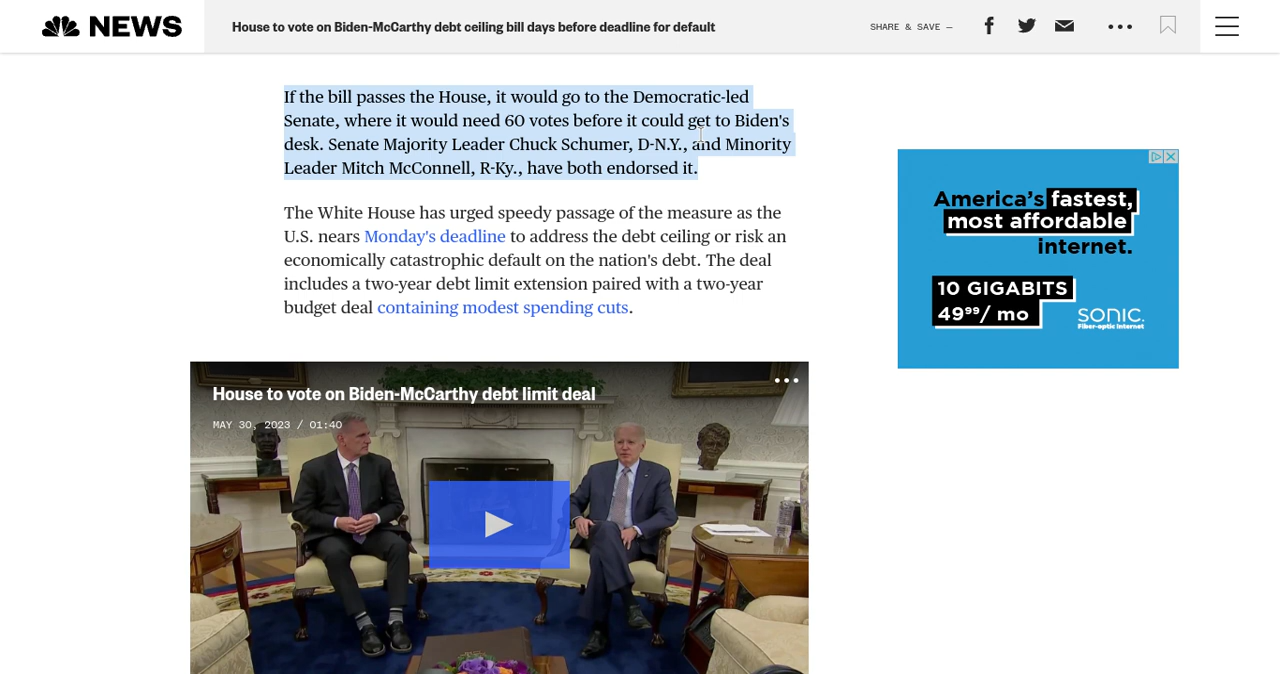 NEWS
House to vote on Biden-McCarthy debt ceiling bill days before deadline for default
SHARE & SAVE —
If the bill passes the House, it would go to the Democratic-led
Senate, where it would need 60 votes before it could get to Biden's
desk. Senate Majority Leader Chuck Schumer, D-N.Y., and Minority
Leader Mitch McConnell, R-Ky., have both endorsed it.
The White House has urged speedy passage of the measure as the
U.S. nears Monday's deadline to address the debt ceiling or risk an
economically catastrophic default on the nation's debt. The deal
includes a two-year debt limit extension paired with a two-year
budget deal containing modest spending cuts.
House to vote on Biden-McCarthy debt limit deal
MAY 30, 2023 / 01:40
America's fastest,
most affordable
internet.
10 GIGABITS
49⁹⁹/ mo
sonic.
Fiber-optic Internet